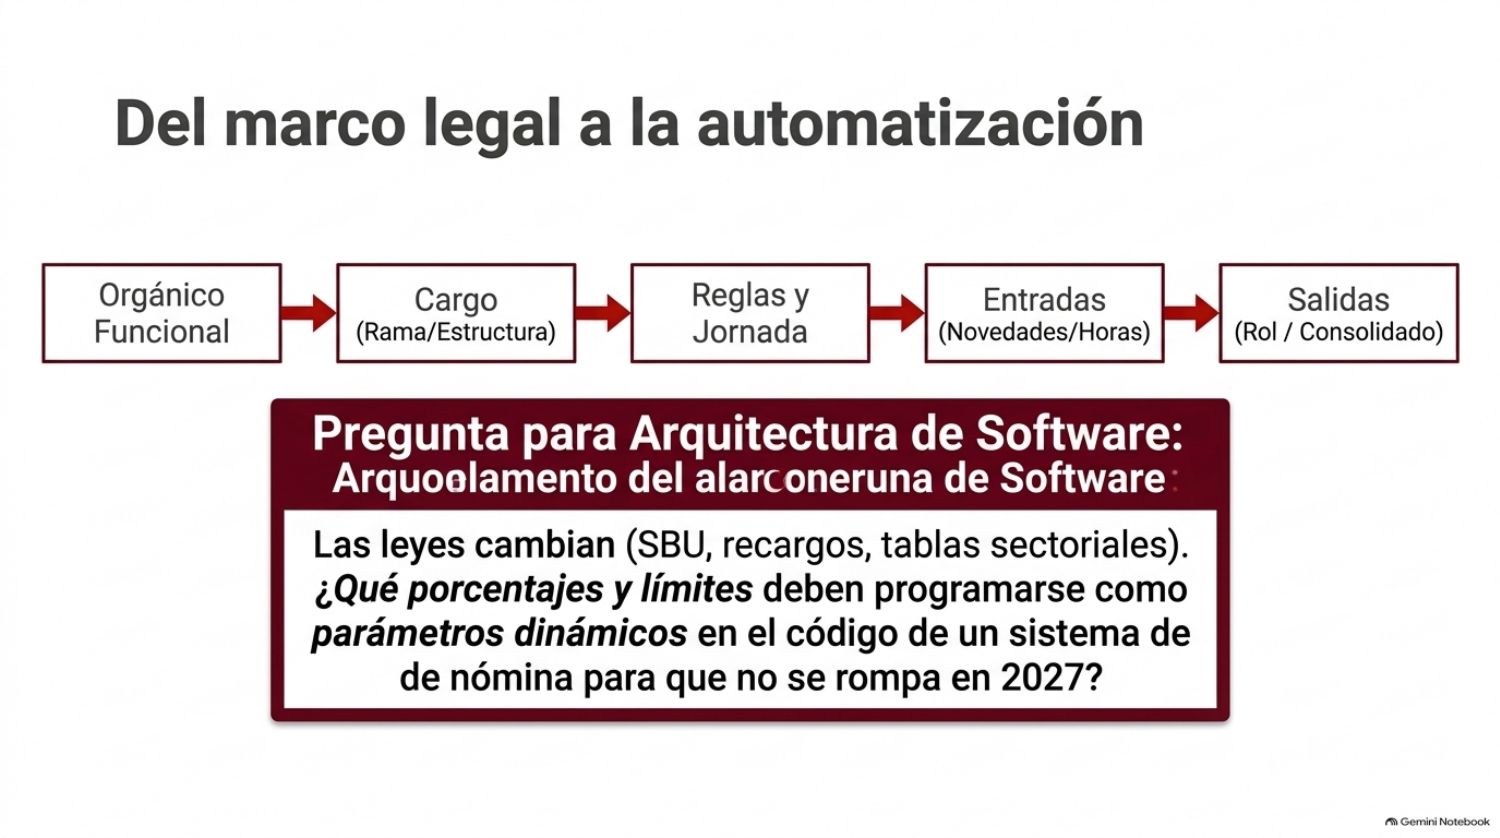 Del marco legal a la automatización
Orgánico
Funcional
Cargo
(Rama/Estructura)
Reglas y
Jornada
Entradas
(Novedades/Horas)
Salidas
(Rol / Consolidado)
Pregunta para Arquitectura de Software:
del
de Software
Las leyes cambian (SBU, recargos, tablas sectoriales).
¿Qué porcentajes y límites deben programarse como
parámetros dinámicos en el código de un sistema de
de nómina para que no se rompa en 2027?
Gemini Notebook